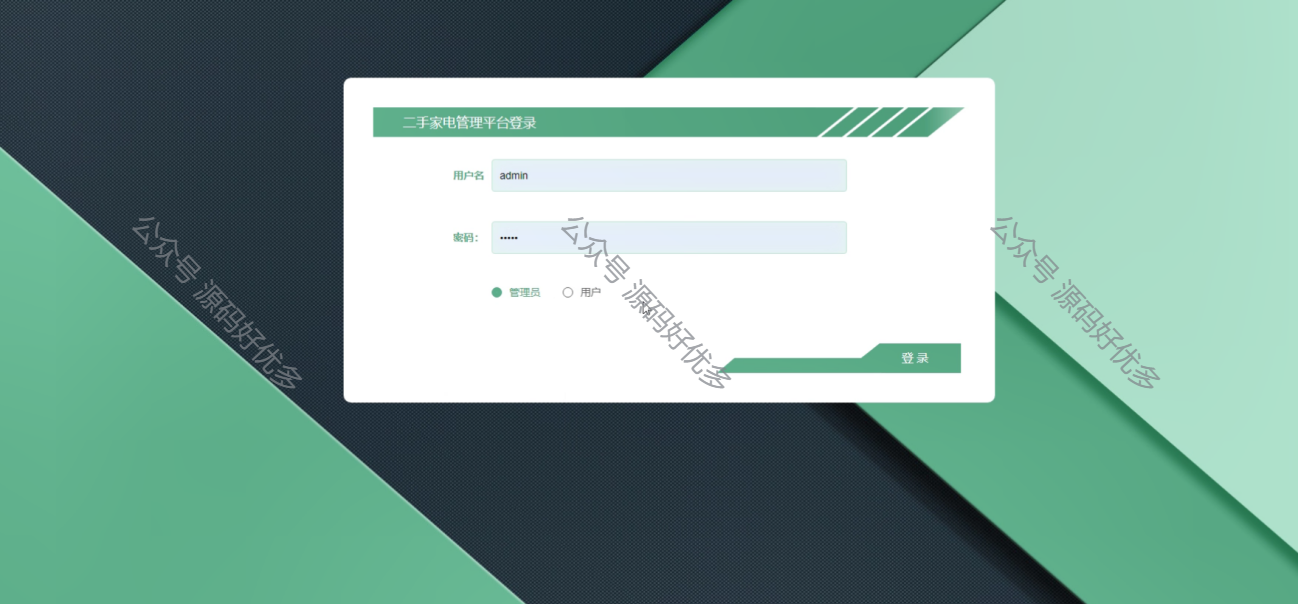 二手家电管理平台登录
用户名
admin
密码：
•••••
管理员
用户
登 录
公众号 源码好优多
公众号 源码好优多
公众号 源码好优多